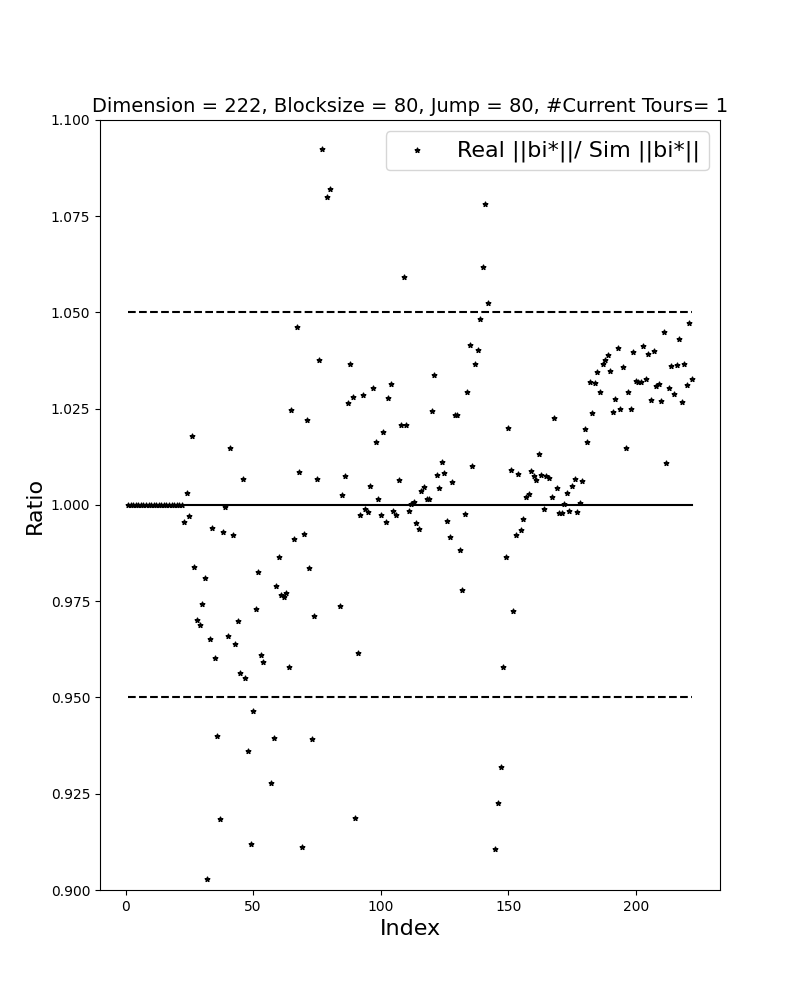 Dimension = 222, Blocksize = 80, Jump = 80, #Current Tours= 1
Real ||bi*||/ Sim ||bi*||
1.100
1.075
1.050
1.025
1.000
0.975
0.950
0.925
0.900
Ratio
0 50 100 150 200
Index